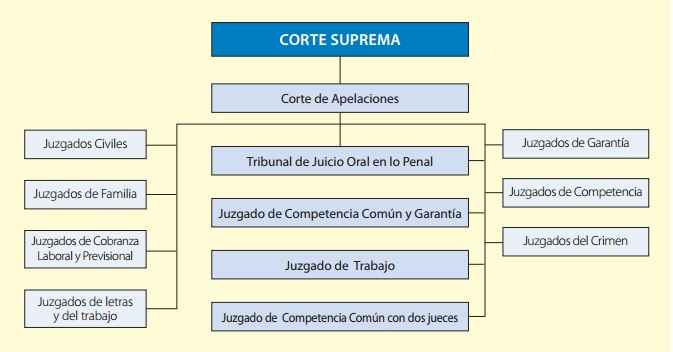 CORTE SUPREMA
Corte de Apelaciones
Juzgados Civiles
Juzgados de Familia
Juzgados de Cobranza
Laboral y Previsional
Juzgados de letras
y del trabajo
Tribunal de Juicio Oral en lo Penal
Juzgado de Competencia Común y Garantía
Juzgado de Trabajo
Juzgado de Competencia Común con dos jueces
Juzgados de Garantía
Juzgados de Competencia
Juzgados del Crimen